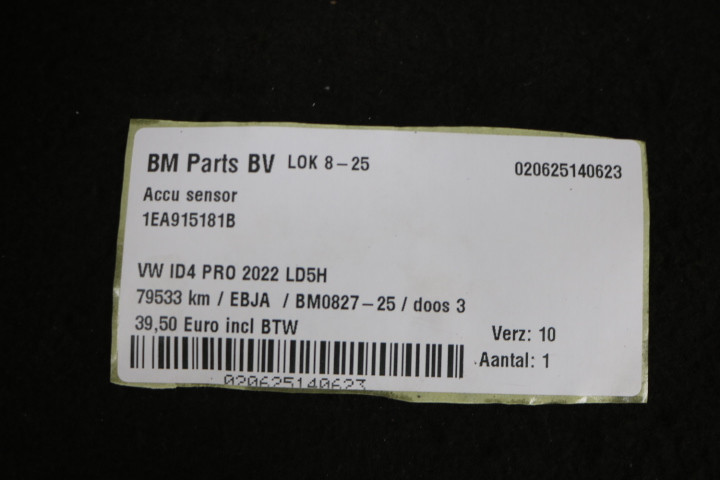 BM Parts BV LOK 8-25 020625140623
Accu sensor
1EA915181B
VW ID4 PRO 2022 LD5H
79533 km / EBJA / BM0827-25 / doos 3
39,50 Euro incl BTW
Verz: 10
Aantal: 1
020625140623